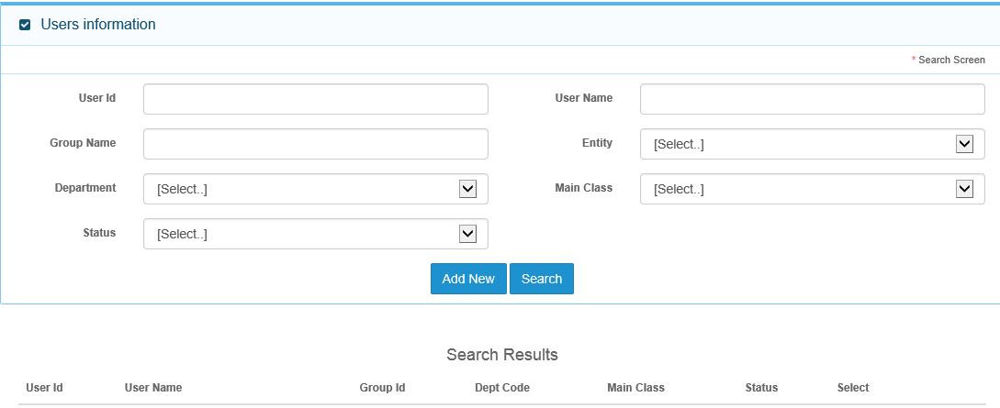 Users information
* Search Screen
User Id User Name
Group Name Entity [Select..]
Department [Select..] Main Class [Select..]
Status [Select..]
Add New Search
Search Results
User Id User Name Group Id Dept Code Main Class Status Select